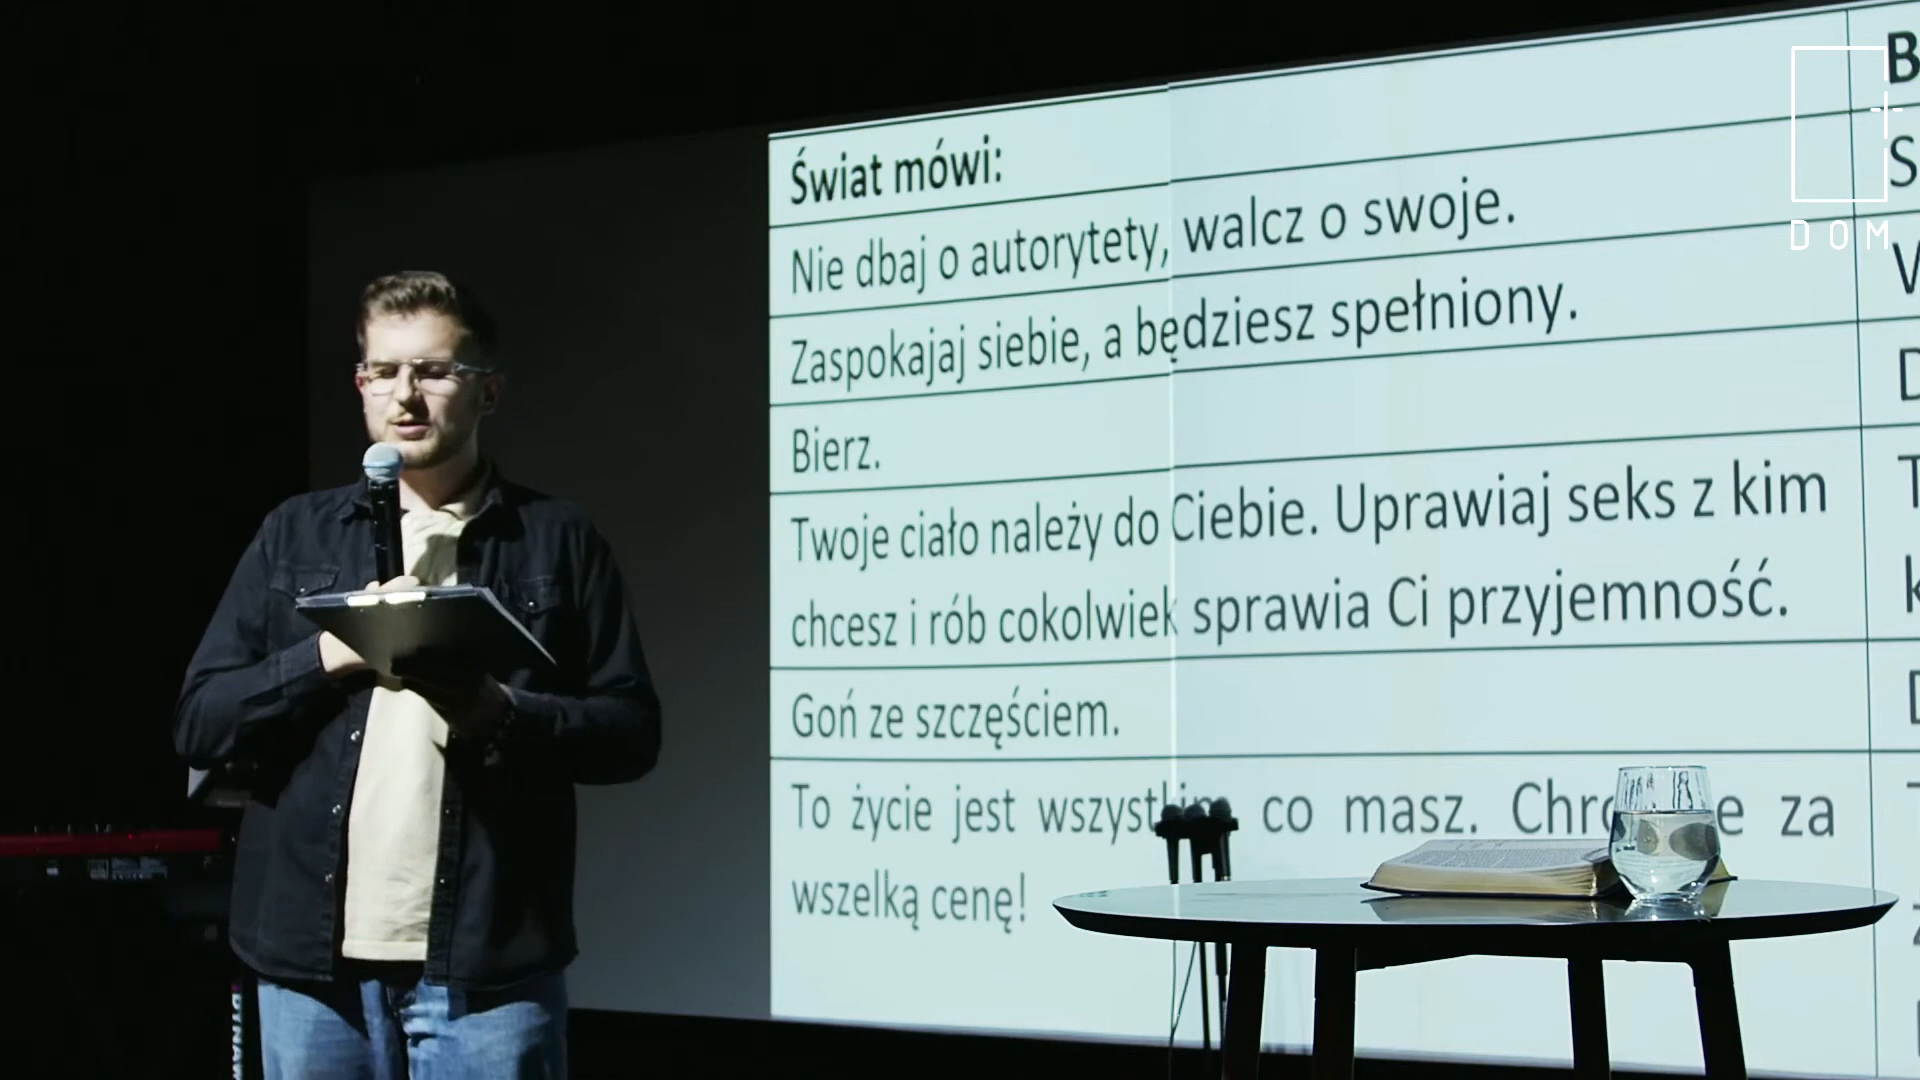 Świat mówi:
Nie dbaj o autorytety, walcz o swoje.
Zaspokajaj siebie, a będziesz spełniony.
Bierz.
Twoje ciało należy do Ciebie. Uprawiaj seks z kim
chcesz i rób cokolwiek sprawia Ci przyjemność.
Goń ze szczęściem.
To życie jest wszystkim co masz. za
wszelką cenę!
DOM